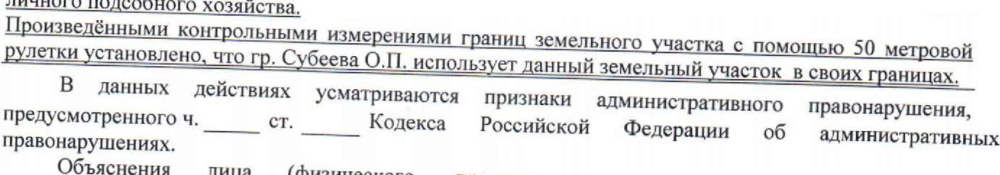 личного подсобного хозяйства.
Произведёнными контрольными измерениями границ земельного участка с помощью 50 метровой
рулетки установлено, что гр. Субеева О.П. использует данный земельный участок в своих границах.
В данных действиях усматриваются признаки административного правонарушения,
предусмотренного ч. _____ ст. _____ Кодекса Российской Федерации об административных
правонарушениях.
Объяснения лица (физического